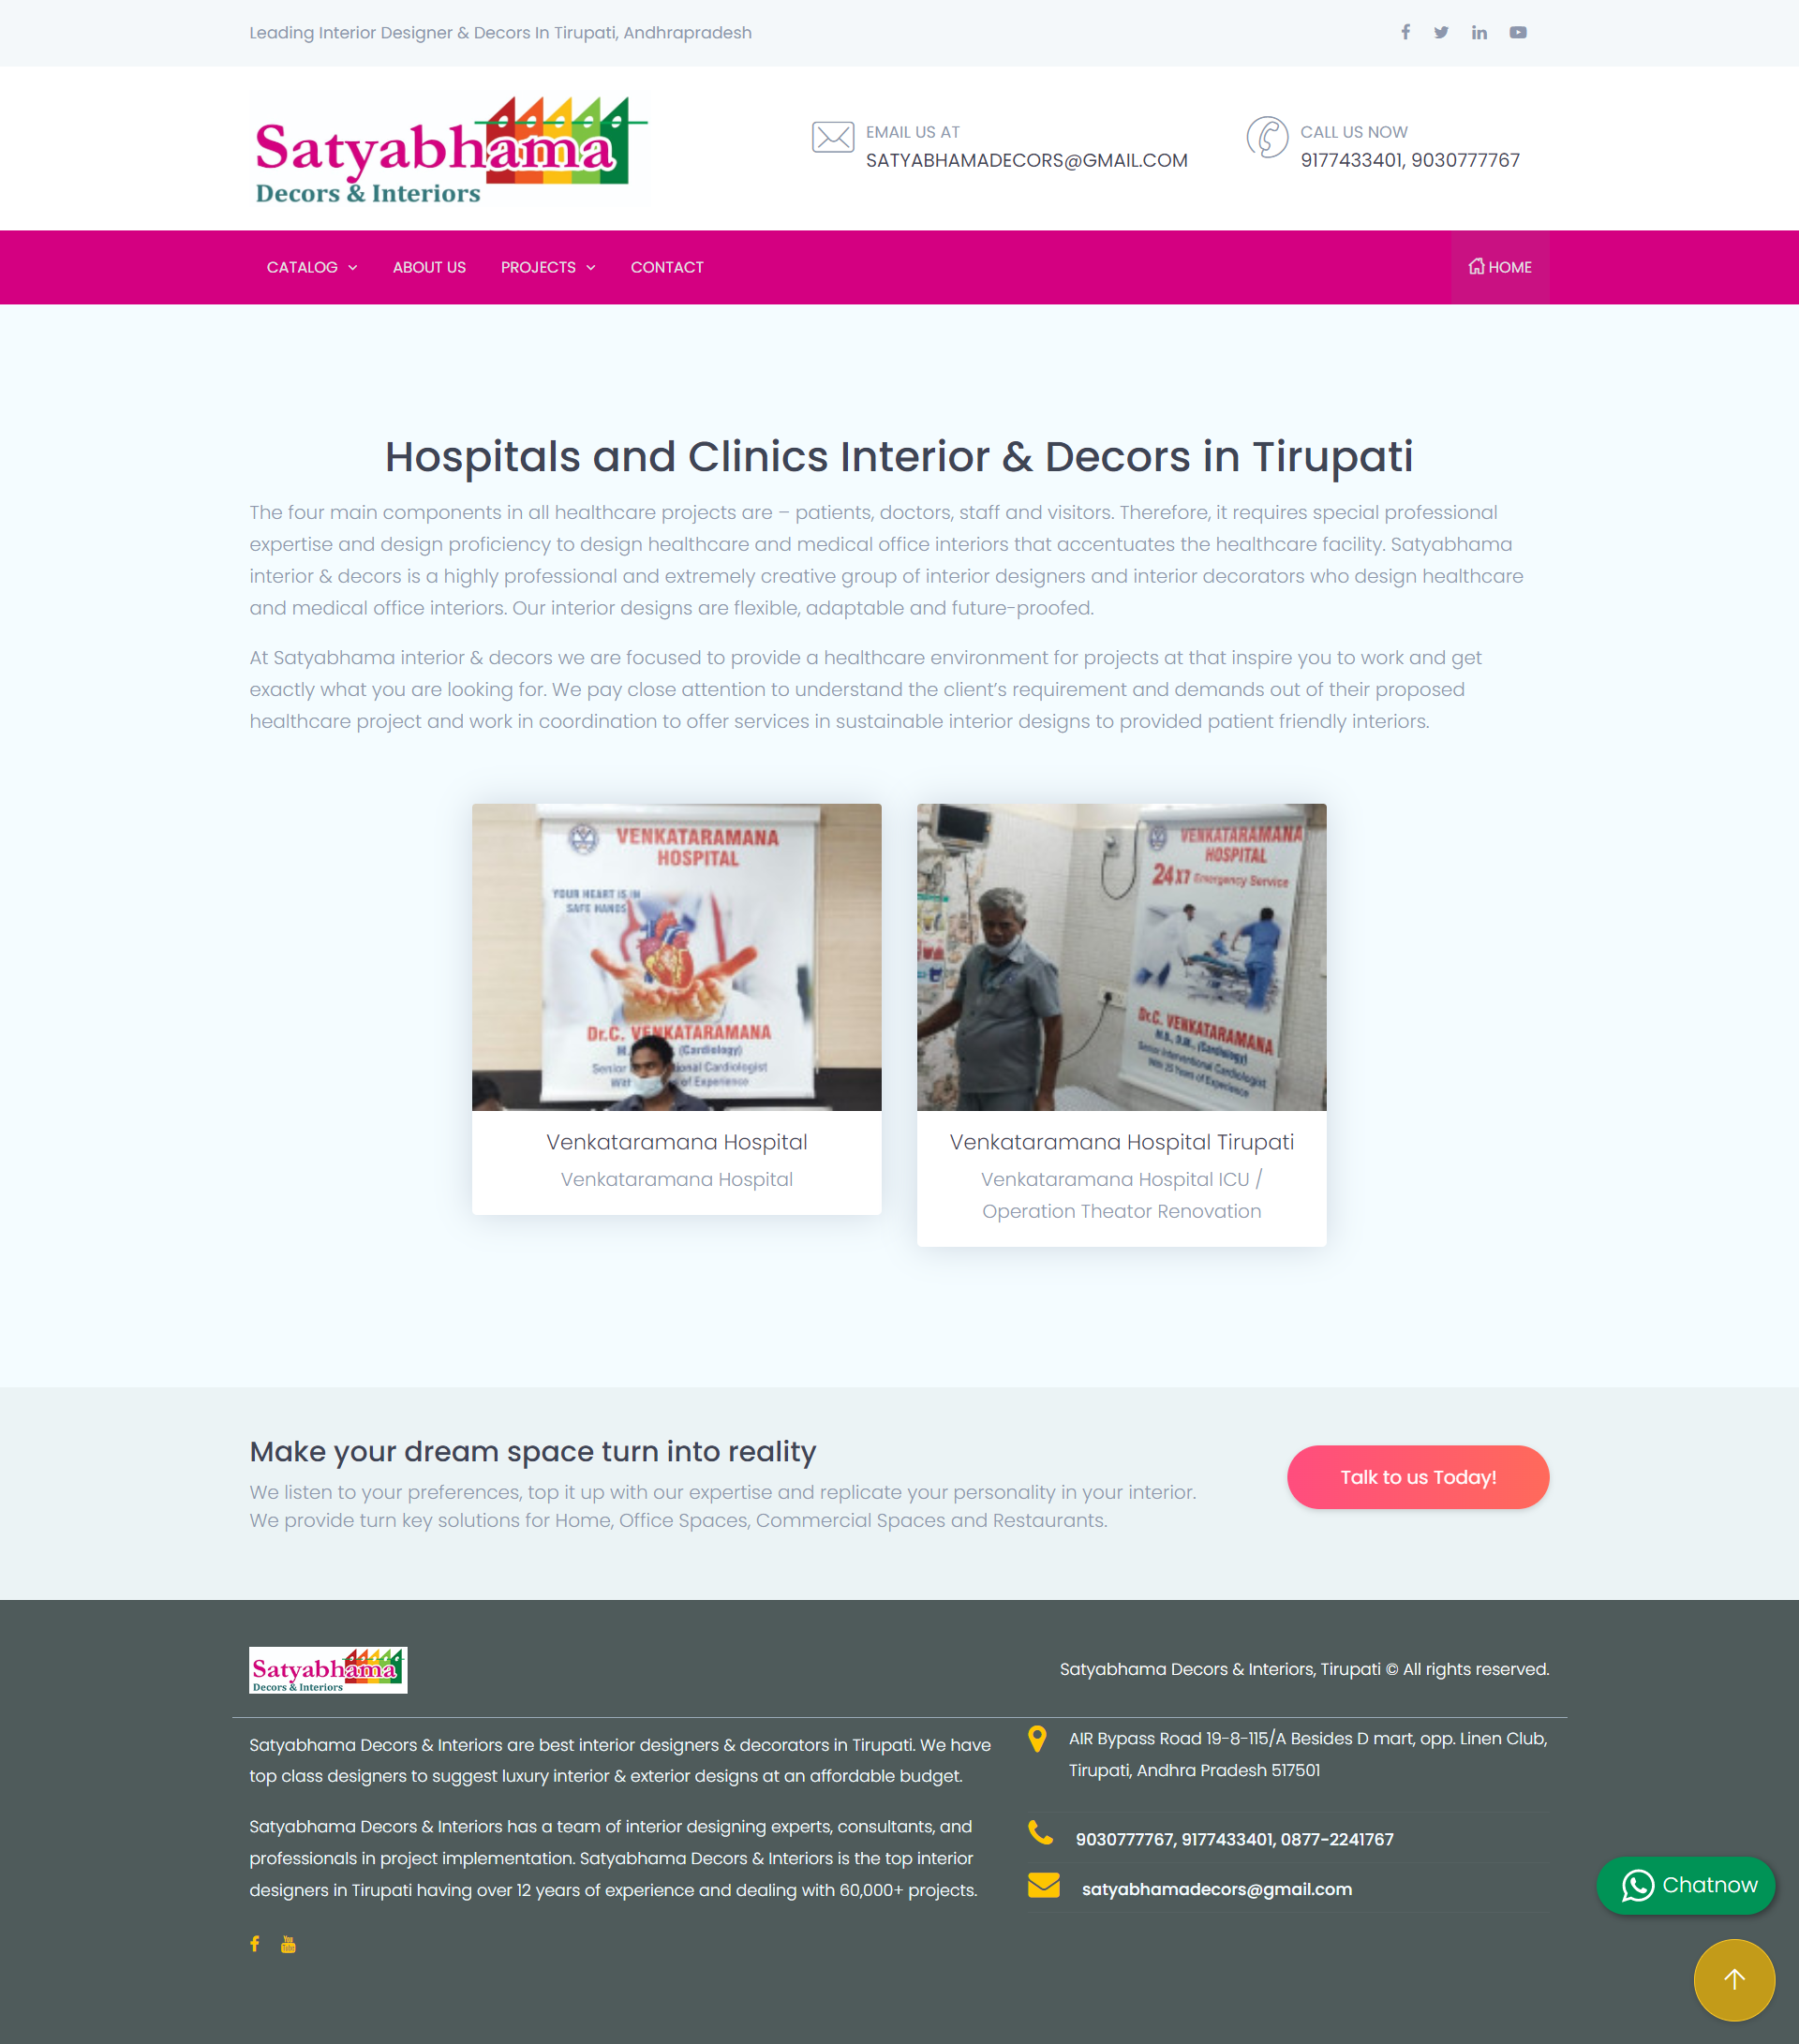 Leading Interior Designer & Decors In Tirupati, Andhrapradesh
Satyabhama
Decors & Interiors
EMAIL US AT
SATYABHAMADECORS@GMAIL.COM
CALL US NOW
9177433401, 9030777767
CATALOG
ABOUT US
PROJECTS
CONTACT
HOME
Hospitals and Clinics Interior & Decors in Tirupati
The four main components in all healthcare projects are – patients, doctors, staff and visitors. Therefore, it requires special professional
expertise and design proficiency to design healthcare and medical office interiors that accentuates the healthcare facility. Satyabhama
interior & decors is a highly professional and extremely creative group of interior designers and interior decorators who design healthcare
and medical office interiors. Our interior designs are flexible, adaptable and future-proofed.
At Satyabhama interior & decors we are focused to provide a healthcare environment for projects at that inspire you to work and get
exactly what you are looking for. We pay close attention to understand the client’s requirement and demands out of their proposed
healthcare project and work in coordination to offer services in sustainable interior designs to provided patient friendly interiors.
VENKATARAMANA
HOSPITAL
YOUR HEART IS IN
SAFE HANDS
Dr.C. VENKATARAMANA
(Cardiology)
Senior Cardiologist
of Experience
VENKATARAMANA
HOSPITAL
24X7 Emergency Service
Dr.C. VENKATARAMANA
M.D., D.M., (Cardiology)
Senior Interventional Cardiologist
With 25 Years of Experience
Venkataramana Hospital
Venkataramana Hospital
Venkataramana Hospital Tirupati
Venkataramana Hospital ICU /
Operation Theator Renovation
Make your dream space turn into reality
We listen to your preferences, top it up with our expertise and replicate your personality in your interior.
We provide turn key solutions for Home, Office Spaces, Commercial Spaces and Restaurants.
Talk to us Today!
Satyabhama
Decors & Interiors
Satyabhama Decors & Interiors, Tirupati © All rights reserved.
Satyabhama Decors & Interiors are best interior designers & decorators in Tirupati. We have
top class designers to suggest luxury interior & exterior designs at an affordable budget.
Satyabhama Decors & Interiors has a team of interior designing experts, consultants, and
professionals in project implementation. Satyabhama Decors & Interiors is the top interior
designers in Tirupati having over 12 years of experience and dealing with 60,000+ projects.
AIR Bypass Road 19-8-115/A Besides D mart, opp. Linen Club,
Tirupati, Andhra Pradesh 517501
9030777767, 9177433401, 0877-2241767
satyabhamadecors@gmail.com
You
Tube
Chatnow